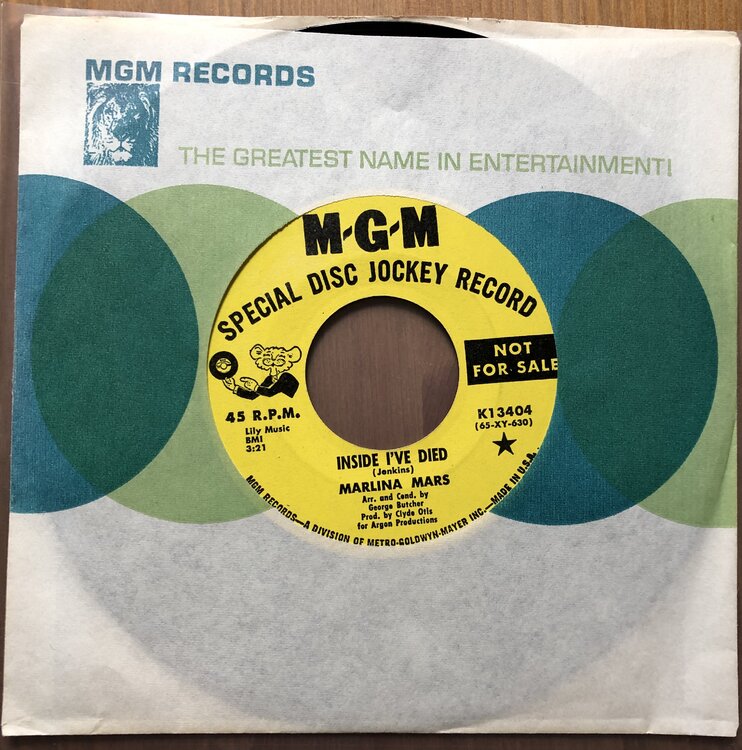 MGM RECORDS
THE GREATEST NAME IN ENTERTAINMENT!
M-G-M
SPECIAL DISC JOCKEY RECORD
NOT
FOR SALE
45 R.P.M.
Lily Music
BMI
3:21
K13404
(65-XY-630)
INSIDE I'VE DIED
(Jenkins)
MARLINA MARS
Arr. and Cond. by
George Butcher
Prod. by Clyde Otis
for Argon Productions
MGM RECORDS—A DIVISION OF METRO-GOLDWYN-MAYER INC.—MADE IN U.S.A.